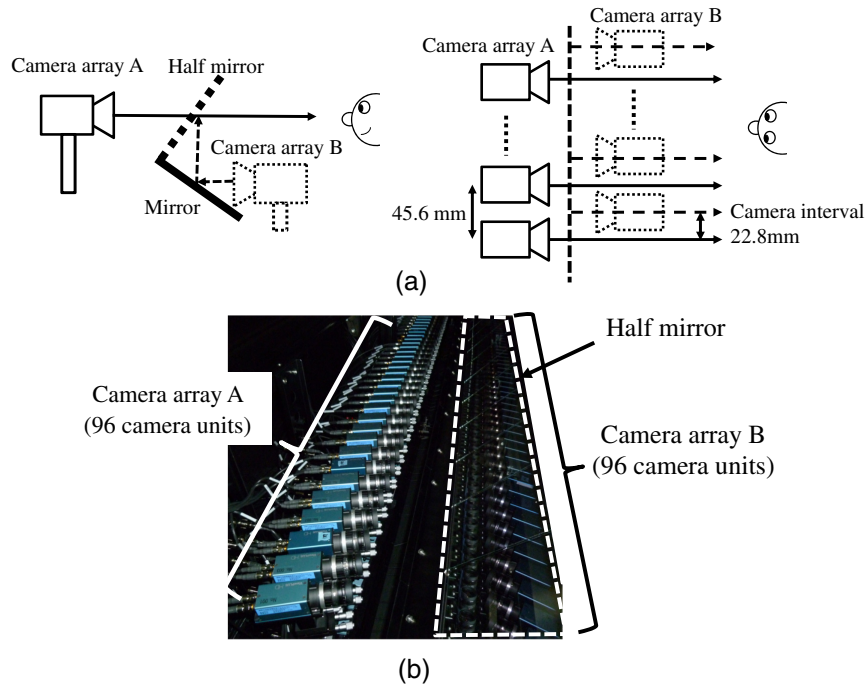 Camera array A
Half mirror
Camera array B
Mirror
Camera array B
Camera array A
45.6 mm
Camera interval
22.8mm
(a)
Half mirror
Camera array A
(96 camera units)
Camera array B
(96 camera units)
(b)